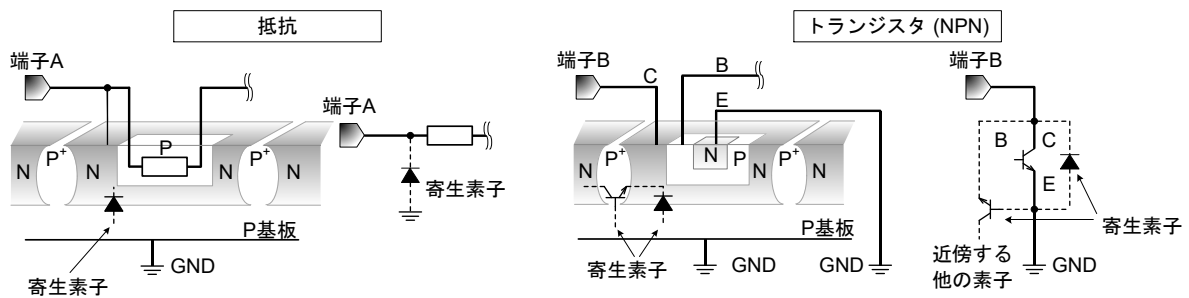 抵抗
端子A
N
P+
N
P
N
P+
N
P基板
GND
寄生素子
端子A
寄生素子
トランジスタ (NPN)
端子B
C
B
E
N
P+
N
N
P
N
P+
N
P基板
寄生素子
GND
GND
端子B
B
C
E
寄生素子
近傍する
他の素子
GND